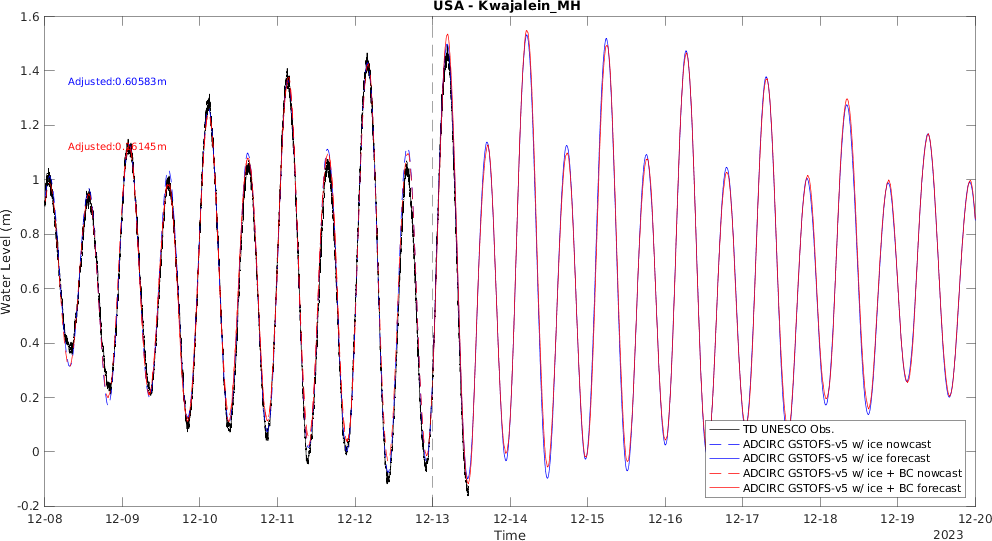 USA - Kwajalein_MH
1.6
1.4
1.2
1
0.8
0.6
0.4
0.2
0
-0.2
Water Level (m)
Adjusted:0.60583m
TD UNESCO Obs.
ADCIRC GSTOFS-v5 w/ ice nowcast
ADCIRC GSTOFS-v5 w/ ice forecast
ADCIRC GSTOFS-v5 w/ ice + BC nowcast
ADCIRC GSTOFS-v5 w/ ice + BC forecast
12-08 12-09 12-10 12-11 12-12 12-13 12-14 12-15 12-16 12-17 12-18 12-19 12-20
Time
2023